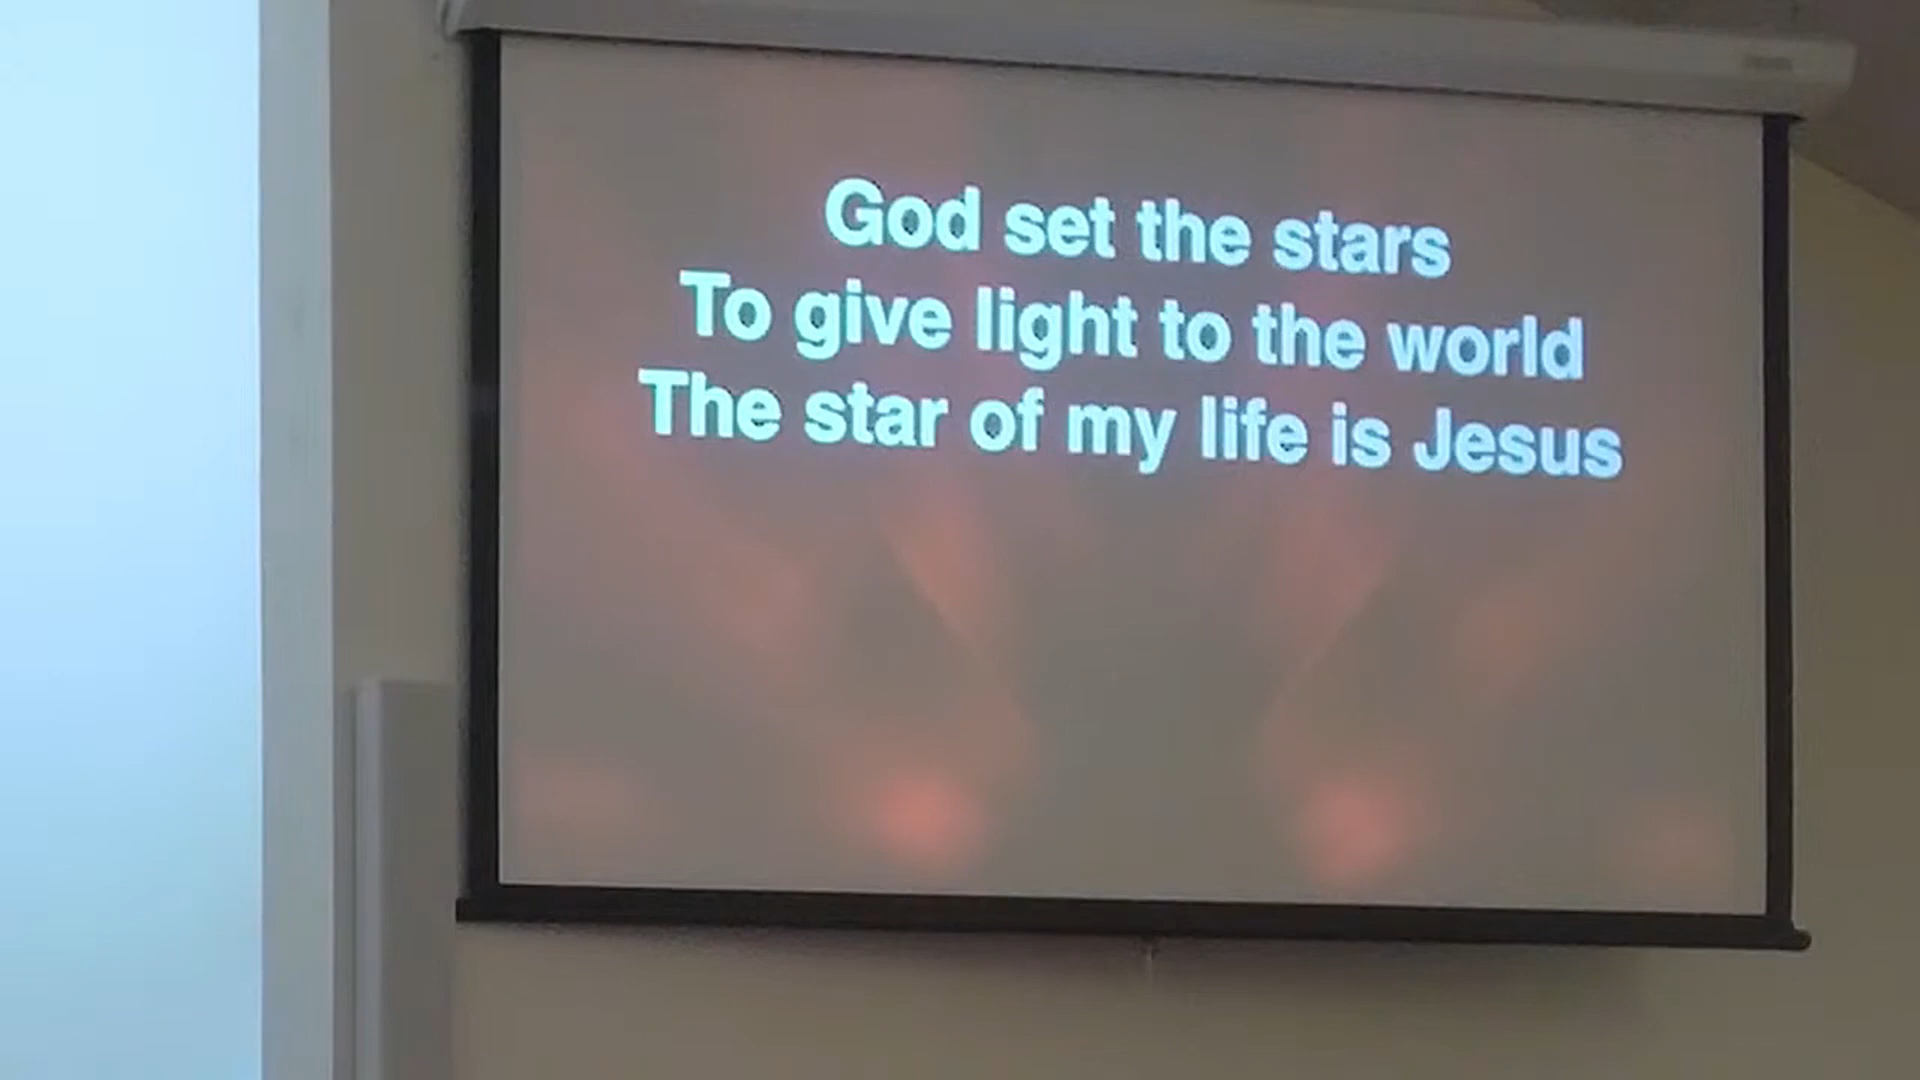 God set the stars
To give light to the world
The star of my life is Jesus